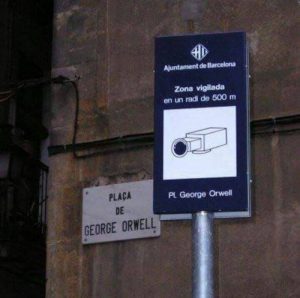 Ajuntament de Barcelona
Zona vigilada
en un radi de 500 m
Pl. George Orwell
PLAÇA
DE
GEORGE ORWELL